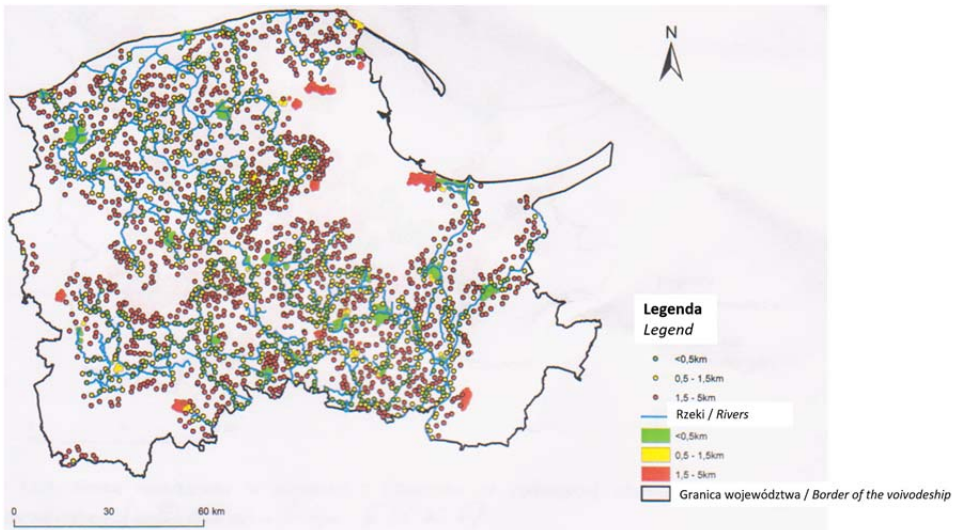 N
Legenda
Legend
<0,5km
0,5 - 1,5km
1,5 - 5km
Rzeki / Rivers
<0,5km
0,5 - 1,5km
1,5 - 5km
Granica województwa / Border of the voivodeship
0 30 60 km